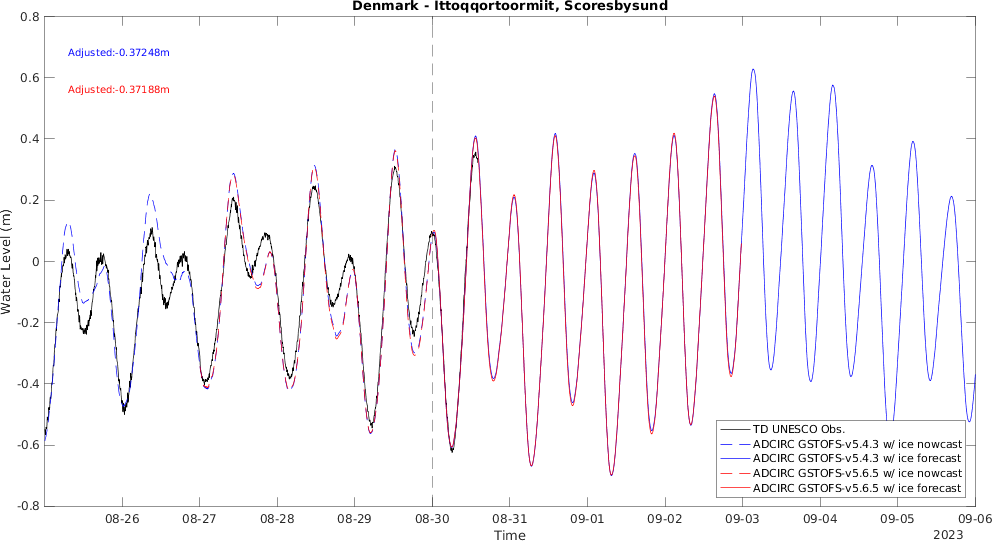 Denmark - Ittoqqortoormiit, Scoresbysund
Adjusted:-0.37248m
Adjusted:-0.37188m
Water Level (m)
0.8
0.6
0.4
0.2
0
-0.2
-0.4
-0.6
-0.8
TD UNESCO Obs.
ADCIRC GSTOFS-v5.4.3 w/ ice nowcast
ADCIRC GSTOFS-v5.4.3 w/ ice forecast
ADCIRC GSTOFS-v5.6.5 w/ ice nowcast
ADCIRC GSTOFS-v5.6.5 w/ ice forecast
08-26 08-27 08-28 08-29 08-30 08-31 09-01 09-02 09-03 09-04 09-05 09-06
Time
2023